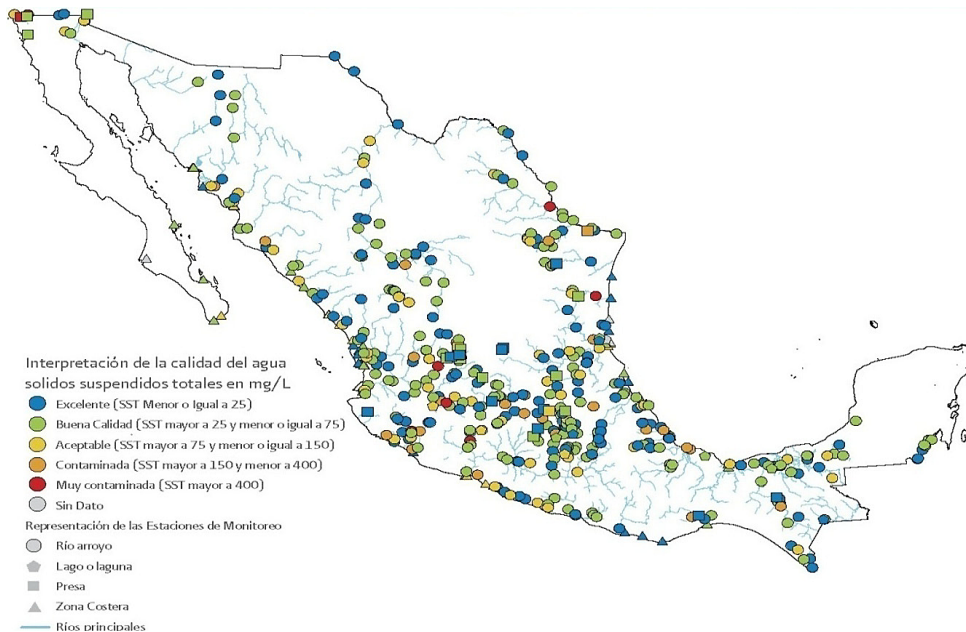 Interpretación de la calidad del agua
solidos suspendidos totales en mg/L
Excelente (SST Menor o Igual a 25)
Buena Calidad (SST mayor a 25 y menor o igual a 75)
Aceptable (SST mayor a 75 y menor o igual a 150)
Contaminada (SST mayor a 150 y menor a 400)
Muy contaminada (SST mayor a 400)
Sin Dato
Representación de las Estaciones de Monitoreo
Río arroyo
Lago o laguna
Presa
Zona Costera
Ríos principales